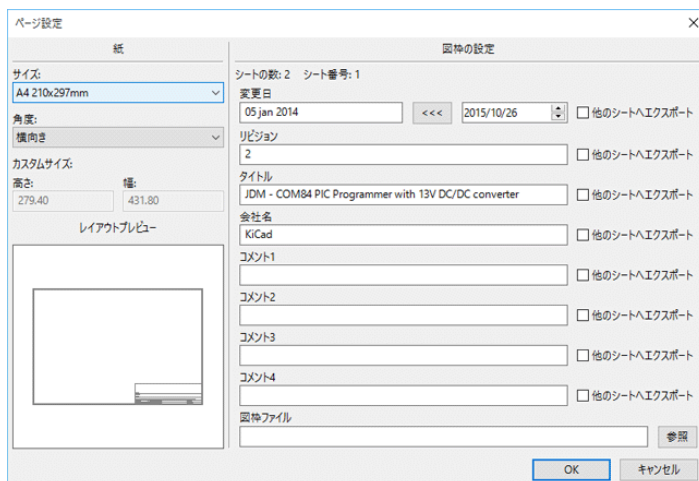 ページ設定
紙
サイズ:
A4 210x297mm
角度:
横向き
カスタムサイズ:
高さ: 幅:
279.40 431.80
レイアウトプレビュー
図枠の設定
シートの数: 2 シート番号: 1
変更日
05 jan 2014 <<< 2015/10/26 他のシートへエクスポート
リビジョン
2 他のシートへエクスポート
タイトル
JDM - COM84 PIC Programmer with 13V DC/DC converter 他のシートへエクスポート
会社名
KiCad 他のシートへエクスポート
コメント1
他のシートへエクスポート
コメント2
他のシートへエクスポート
コメント3
他のシートへエクスポート
コメント4
他のシートへエクスポート
図枠ファイル
参照
OK キャンセル